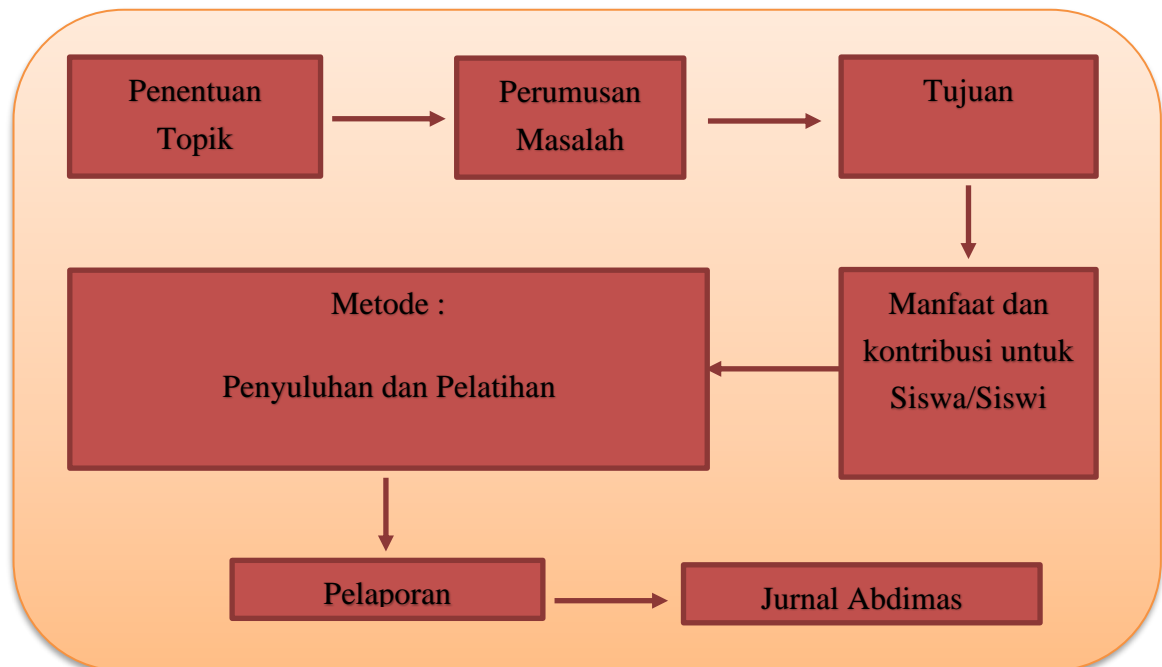 Penentuan
Topik
Perumusan
Masalah
Tujuan
Manfaat dan
kontribusi untuk
Siswa/Siswi
Metode :
Penyuluhan dan Pelatihan
Pelaporan
Jurnal Abdimas